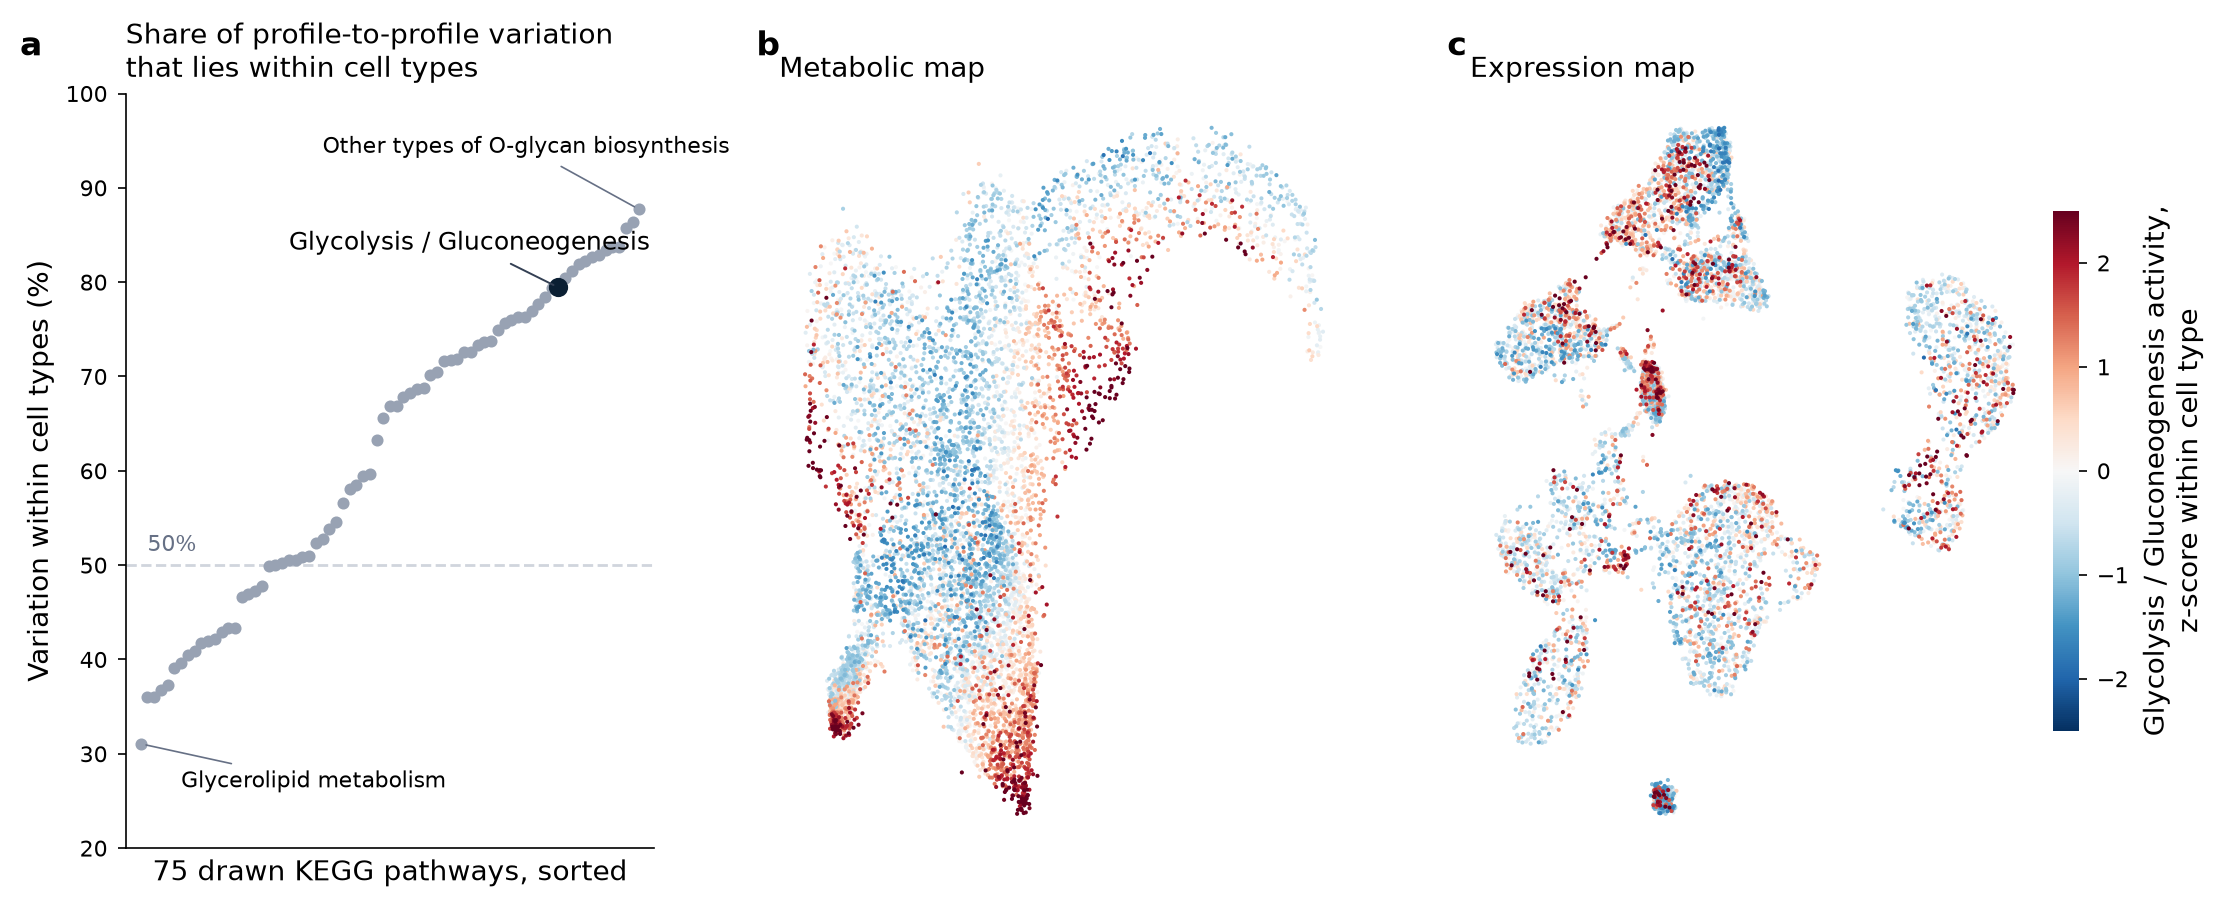 a
Share of profile-to-profile variation
that lies within cell types
Variation within cell types (%)
100
90
80
70
60
50
40
30
20
Other types of O-glycan biosynthesis
Glycolysis / Gluconeogenesis
50%
Glycerolipid metabolism
75 drawn KEGG pathways, sorted
b
Metabolic map
c
Expression map
2
1
0
−1
−2
Glycolysis / Gluconeogenesis activity,
z-score within cell type